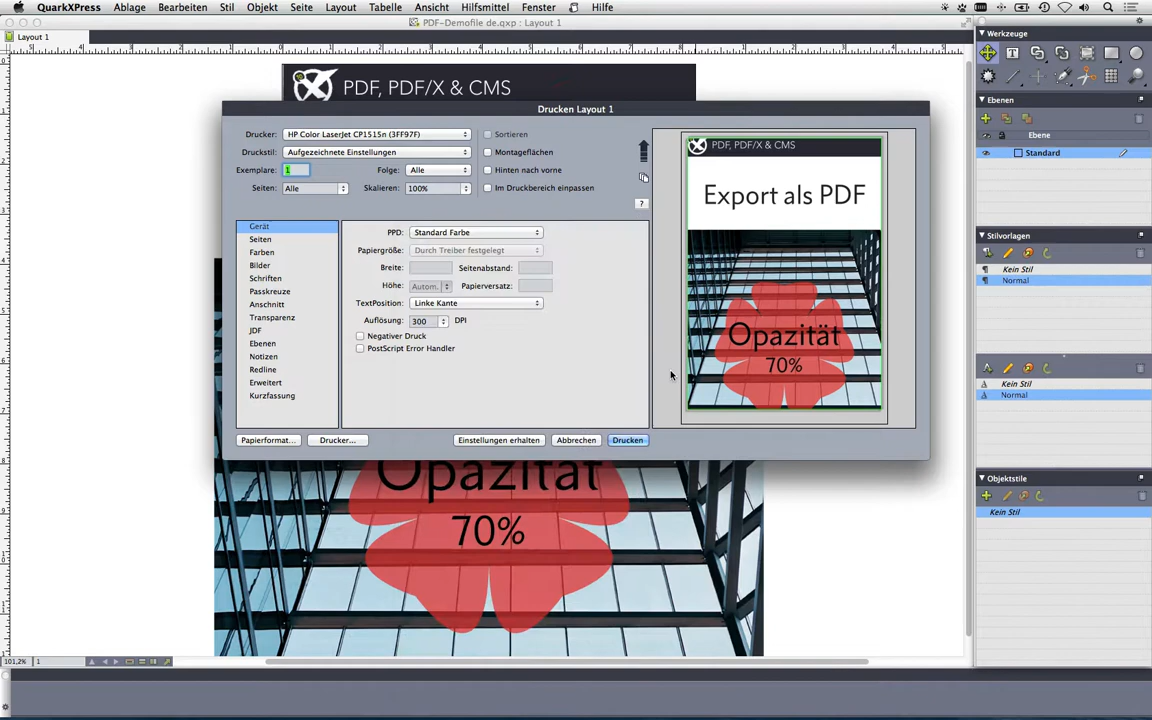 QuarkXPress Ablage Bearbeiten Stil Objekt Seite Layout Tabelle Ansicht Hilfsmittel Fenster Hilfe
PDF-Demofile de.qxp : Layout 1
Layout 1
PDF, PDF/X & CMS
Drucken Layout 1
Drucker: HP Color LaserJet CP1515n (3FF97F)
Sortieren
Druckstil: Aufgezeichnete Einstellungen
Montageflächen
Exemplare: 1
Folge: Alle
Hinten nach vorne
Seiten: Alle
Skalieren: 100%
Im Druckbereich einpassen
?
Gerät
Seiten
Farben
Bilder
Schriften
Passkreuze
Anschnitt
Transparenz
JDF
Ebenen
Notizen
Redline
Erweitert
Kurzfassung
PPD: Standard Farbe
Papiergröße: Durch Treiber festgelegt
Breite:
Seitenabstand:
Höhe: Autom.
Papierversatz:
TextPosition: Linke Kante
Auflösung: 300 DPI
Negativer Druck
PostScript Error Handler
Papierformat...
Drucker...
Einstellungen erhalten
Abbrechen
Drucken
PDF, PDF/X & CMS
Export als PDF
Opazität
70%
Opazität
70%
101,2%
1
Werkzeuge
Ebenen
Ebene
Standard
Stilvorlagen
Kein Stil
Normal
Kein Stil
Normal
Objektstile
Kein Stil